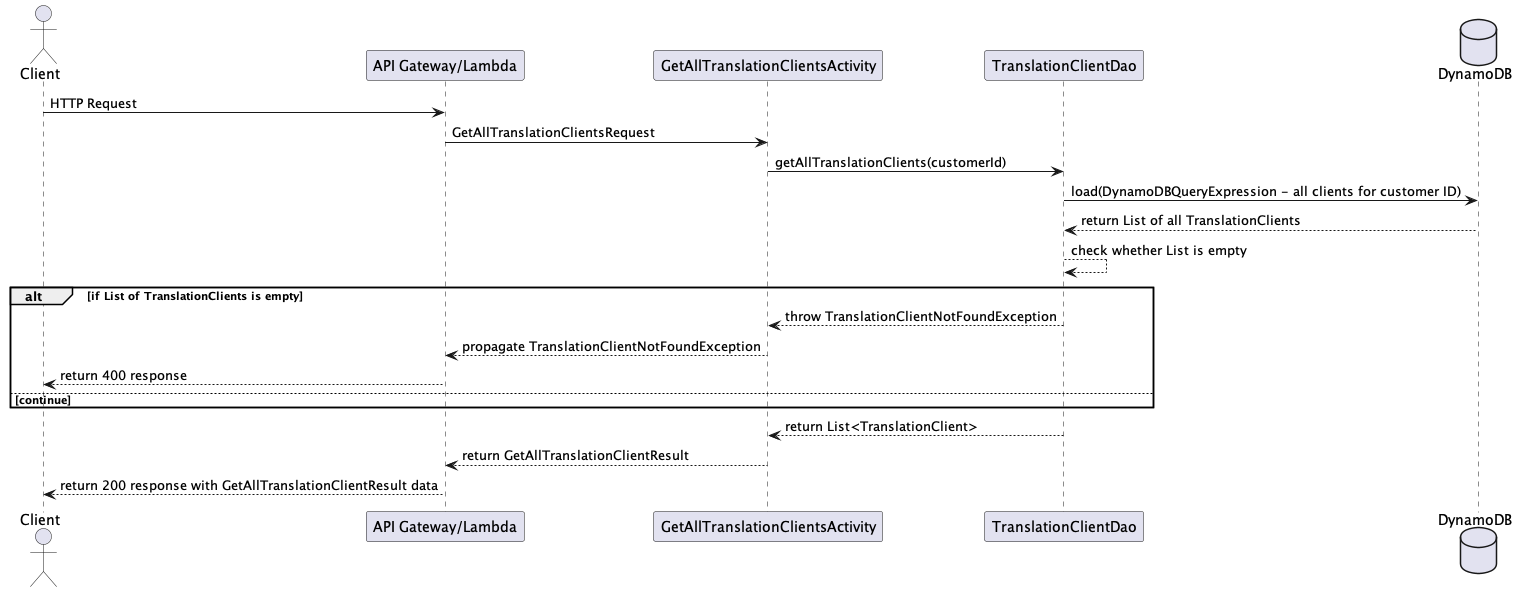 Client
API Gateway/Lambda
GetAllTranslationClientsActivity
TranslationClientDao
DynamoDB
HTTP Request
GetAllTranslationClientsRequest
getAllTranslationClients(customerId)
load(DynamoDBQueryExpression - all clients for customer ID)
return List of all TranslationClients
check whether List is empty
alt [if List of TranslationClients is empty]
throw TranslationClientNotFoundException
propagate TranslationClientNotFoundException
return 400 response
[continue]
return List<TranslationClient>
return GetAllTranslationClientResult
return 200 response with GetAllTranslationClientResult data
Client
API Gateway/Lambda
GetAllTranslationClientsActivity
TranslationClientDao
DynamoDB